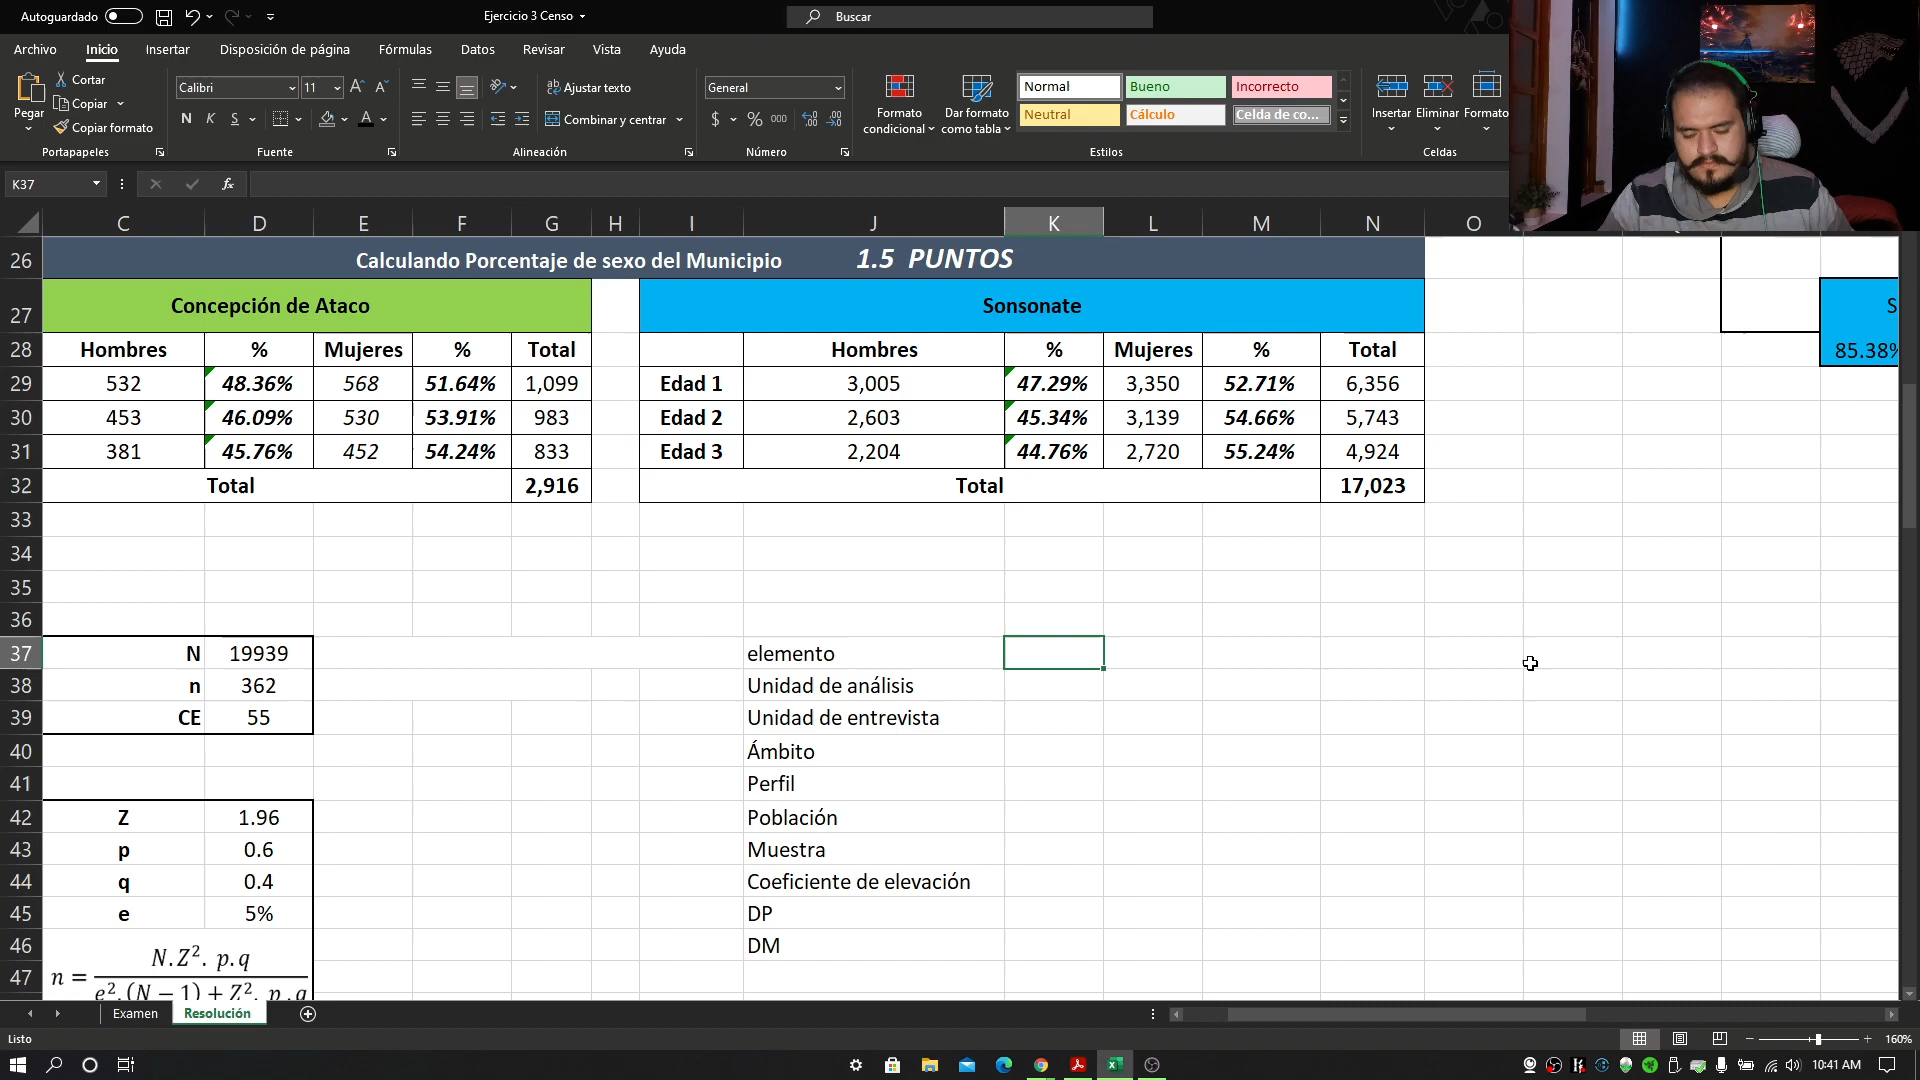 Autoguardado
Ejercicio 3 Censo
Buscar
Archivo Inicio Insertar Disposición de página Fórmulas Datos Revisar Vista Ayuda
Pegar
Cortar
Copiar
Copiar formato
Portapapeles
Calibri 11
N K S
Fuente
Ajustar texto
Combinar y centrar
Alineación
General
$ % 000
Número
Formato condicional
Dar formato como tabla
Normal Bueno Incorrecto
Neutral Cálculo Celda de co...
Estilos
Insertar Eliminar Formato
Celdas
K37
fx
C D E F G H I J K L M N O
26 Calculando Porcentaje de sexo del Municipio 1.5 PUNTOS
27 Concepción de Ataco Sonsonate S
28 Hombres % Mujeres % Total Hombres % Mujeres % Total 85.38%
29 532 48.36% 568 51.64% 1,099 Edad 1 3,005 47.29% 3,350 52.71% 6,356
30 453 46.09% 530 53.91% 983 Edad 2 2,603 45.34% 3,139 54.66% 5,743
31 381 45.76% 452 54.24% 833 Edad 3 2,204 44.76% 2,720 55.24% 4,924
32 Total 2,916 Total 17,023
33
34
35
36
37 N 19939 elemento
38 n 362 Unidad de análisis
39 CE 55 Unidad de entrevista
40 Ámbito
41 Perfil
42 Z 1.96 Población
43 p 0.6 Muestra
44 q 0.4 Coeficiente de elevación
45 e 5% DP
46 DM
47 n = N.Z². p.q / e².(N − 1) + Z². p.q
Examen Resolución
Listo
160%
10:41 AM